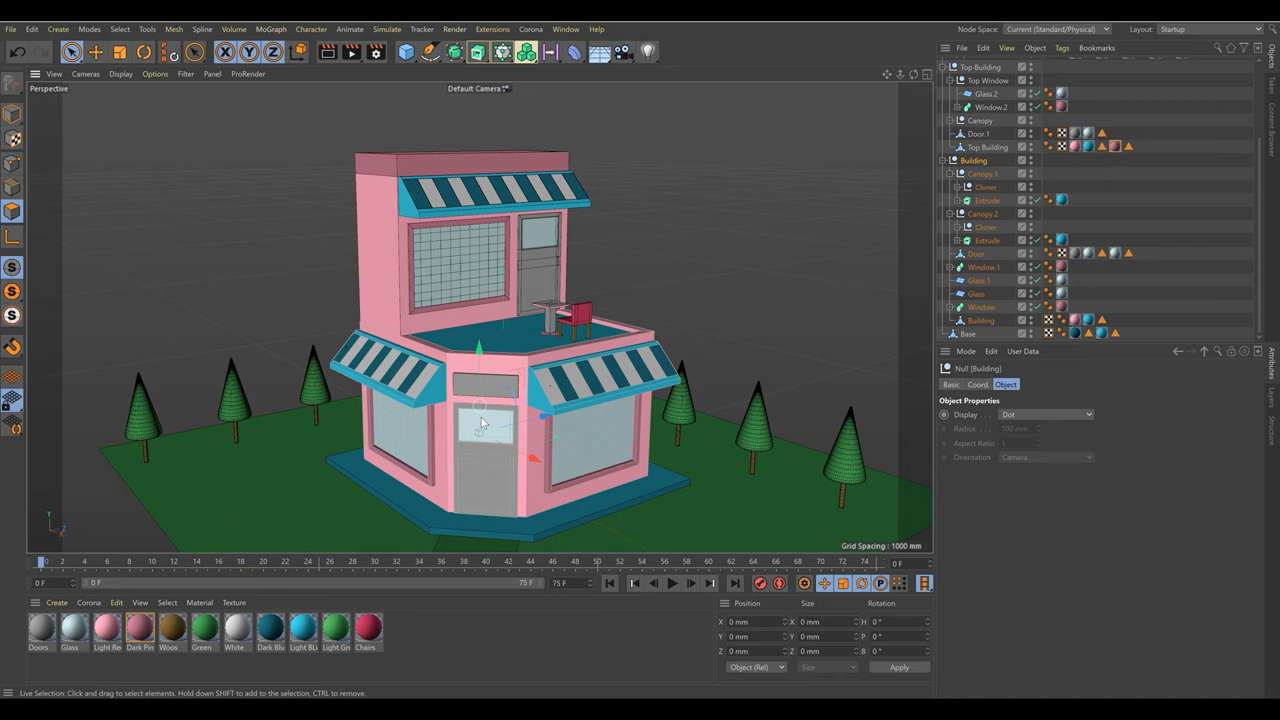 File Edit Create Modes Select Tools Mesh Spline Volume MoGraph Character Animate Simulate Tracker Render Extensions Corona Window Help
Node Space: Current (Standard/Physical) Layout: Startup
View Cameras Display Options Filter Panel ProRender
File Edit View Object Tags Bookmarks
Perspective
Default Camera
Top Building
Top Window
Glass.2
Window.2
Canopy
Door.1
Top Building
Building
Canopy.1
Cloner
Extrude
Canopy.2
Cloner
Extrude
Door
Window.1
Glass.1
Glass
Window
Building
Base
Objects
Takes
Content Browser
Mode Edit User Data
Null [Building]
Basic Coord. Object
Object Properties
Display . . . Dot
Radius . . . 100 mm
Aspect Ratio 1
Orientation Camera
Attributes
Layers
Structure
X
Y
Z
Grid Spacing : 1000 mm
0 2 4 6 8 10 12 14 16 18 20 22 24 26 28 30 32 34 36 38 40 42 44 46 48 50 52 54 56 58 60 62 64 66 68 70 72 74
0 F
0 F 0 F 75 F 75 F
Create Corona Edit View Select Material Texture
Doors Glass Light Re Dark Pin Woos Green White Dark Blu Light BL Light Gr Chairs
Position Size Rotation
X 0 mm X 0 mm H 0 °
Y 0 mm Y 0 mm P 0 °
Z 0 mm Z 0 mm B 0 °
Object (Rel) Size Apply
Live Selection: Click and drag to select elements. Hold down SHIFT to add to the selection, CTRL to remove.